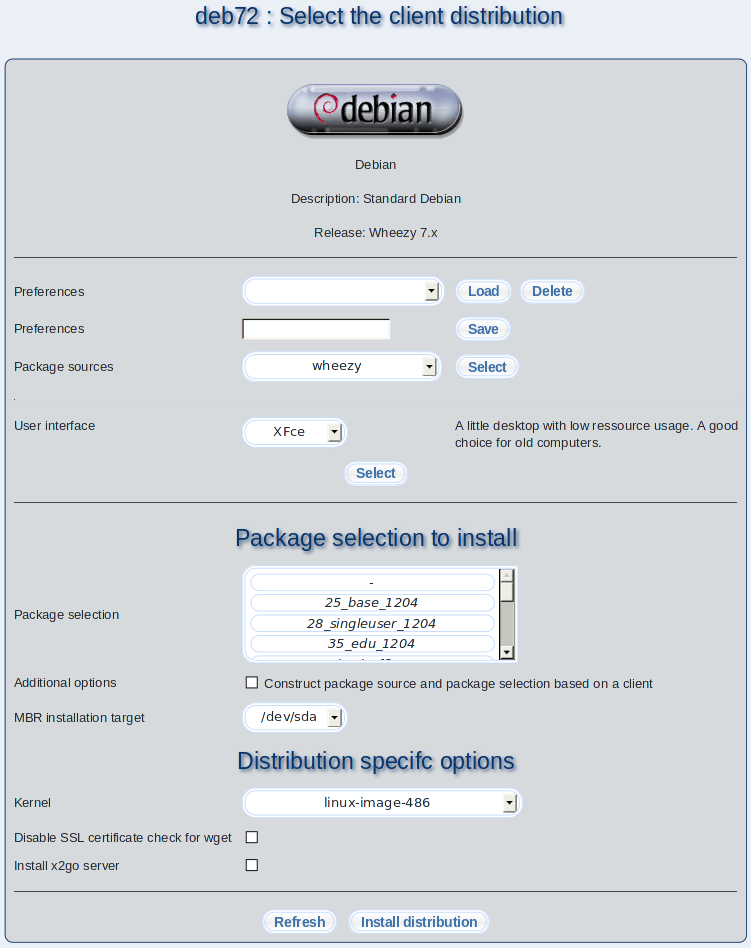 deb72 : Select the client distribution
debian
Debian
Description: Standard Debian
Release: Wheezy 7.x
Preferences Load Delete
Preferences Save
Package sources wheezy Select
.
User interface XFce A little desktop with low ressource usage. A good
choice for old computers.
Select
Package selection to install
Package selection
-
25_base_1204
28_singleuser_1204
35_edu_1204
Additional options Construct package source and package selection based on a client
MBR installation target /dev/sda
Distribution specifc options
Kernel linux-image-486
Disable SSL certificate check for wget
Install x2go server
Refresh Install distribution